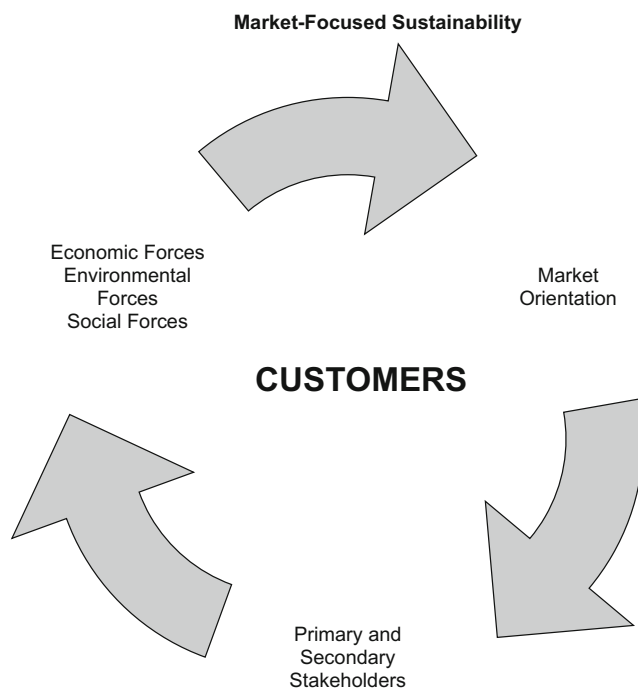 Market-Focused Sustainability
Economic Forces
Environmental
Forces
Social Forces
Market
Orientation
CUSTOMERS
Primary and
Secondary
Stakeholders